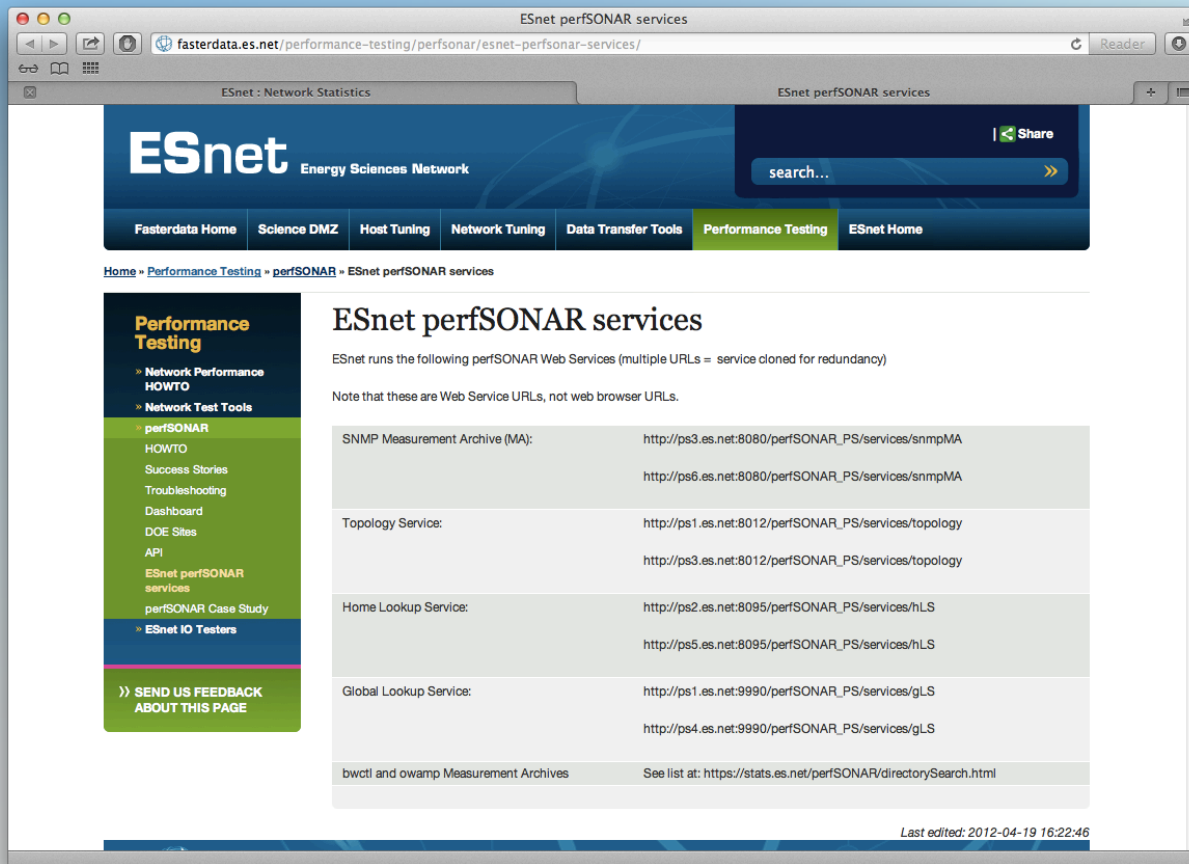 ESnet perfSONAR services
fasterdata.es.net/performance-testing/perfsonar/esnet-perfsonar-services/
Reader
ESnet : Network Statistics
ESnet perfSONAR services
ESnet Energy Sciences Network
| Share
search...
Fasterdata Home
Science DMZ
Host Tuning
Network Tuning
Data Transfer Tools
Performance Testing
ESnet Home
Home » Performance Testing » perfSONAR » ESnet perfSONAR services
Performance
Testing
» Network Performance
HOWTO
» Network Test Tools
» perfSONAR
HOWTO
Success Stories
Troubleshooting
Dashboard
DOE Sites
API
ESnet perfSONAR
services
perfSONAR Case Study
» ESnet IO Testers
» SEND US FEEDBACK
ABOUT THIS PAGE
ESnet perfSONAR services
ESnet runs the following perfSONAR Web Services (multiple URLs = service cloned for redundancy)
Note that these are Web Service URLs, not web browser URLs.
SNMP Measurement Archive (MA): http://ps3.es.net:8080/perfSONAR_PS/services/snmpMA
http://ps6.es.net:8080/perfSONAR_PS/services/snmpMA
Topology Service: http://ps1.es.net:8012/perfSONAR_PS/services/topology
http://ps3.es.net:8012/perfSONAR_PS/services/topology
Home Lookup Service: http://ps2.es.net:8095/perfSONAR_PS/services/hLS
http://ps5.es.net:8095/perfSONAR_PS/services/hLS
Global Lookup Service: http://ps1.es.net:9990/perfSONAR_PS/services/gLS
http://ps4.es.net:9990/perfSONAR_PS/services/gLS
bwctl and owamp Measurement Archives See list at: https://stats.es.net/perfSONAR/directorySearch.html
Last edited: 2012-04-19 16:22:46